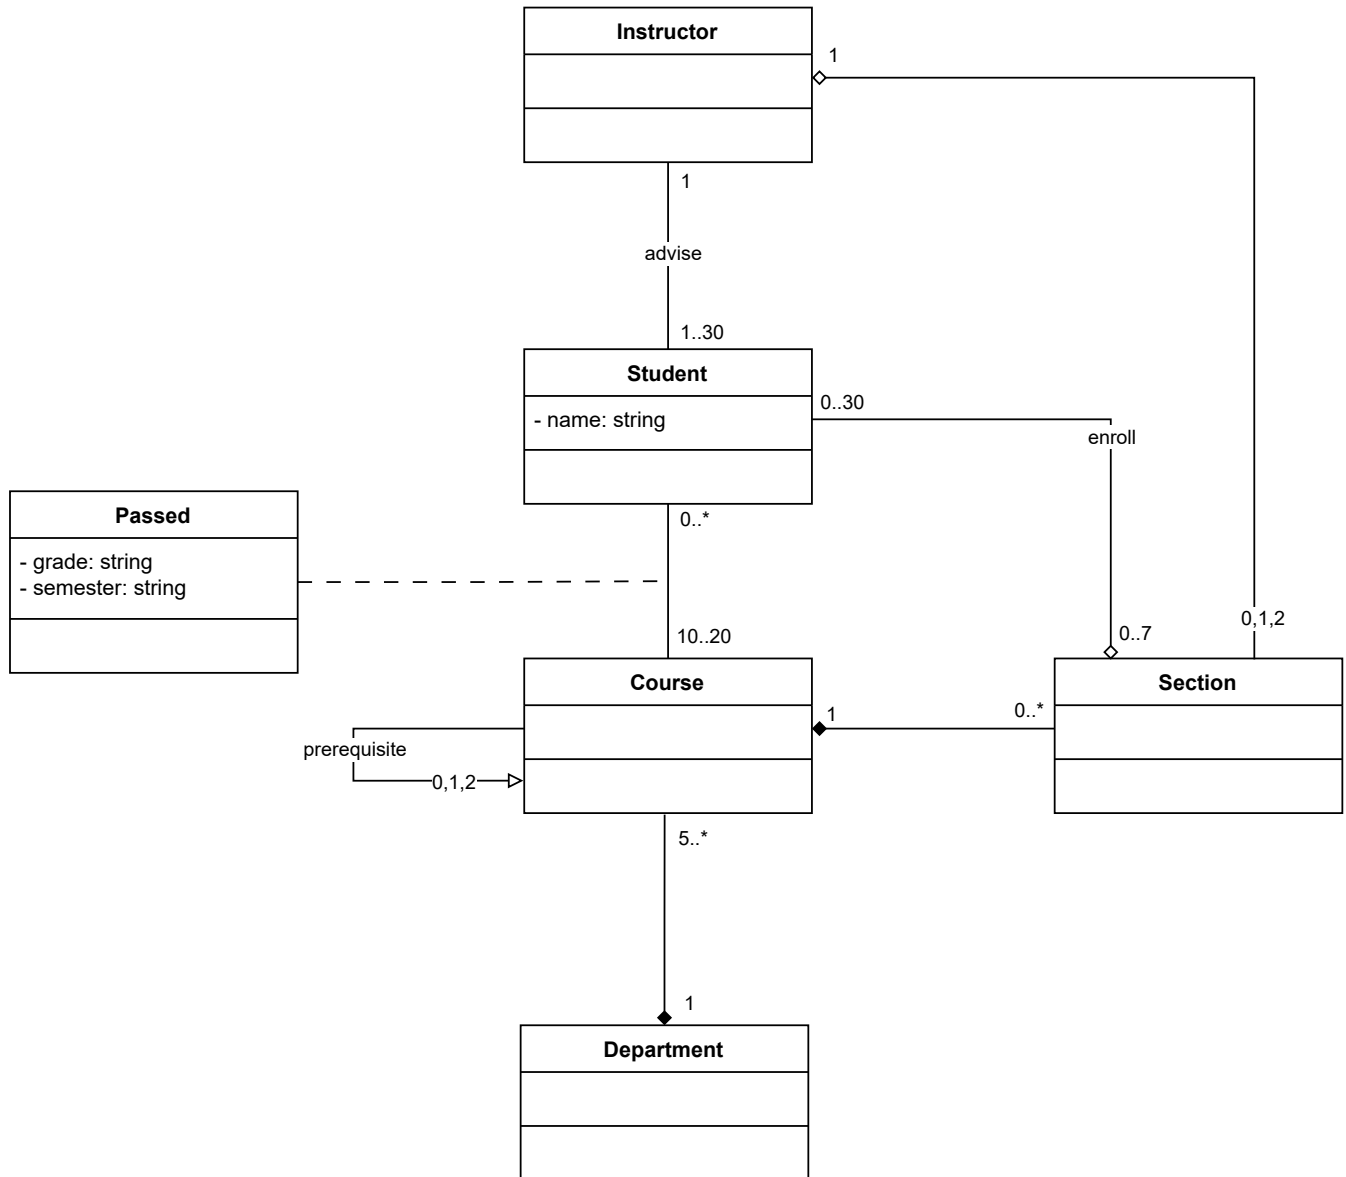 Instructor
1
1
advise
1..30
Student
- name: string
0..30
enroll
Passed
- grade: string
- semester: string
0..*
10..20
0..7
0,1,2
Course
Section
1
0..*
prerequisite
0,1,2
5..*
1
Department